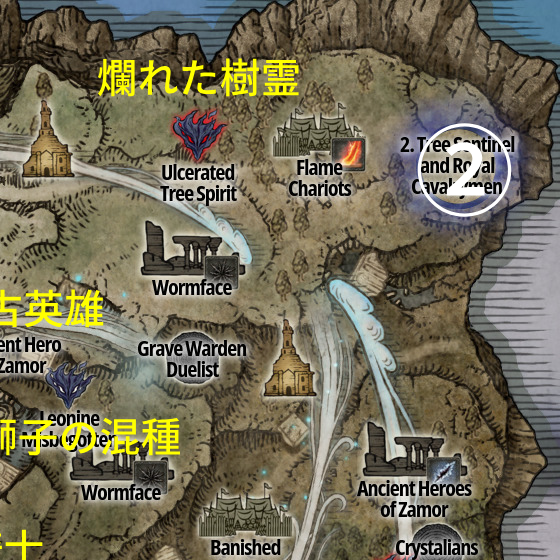 爛れた樹霊
2. Tree Sentinel
and Royal
Cavalrymen
2
Ulcerated
Tree Spirit
Flame
Chariots
Wormface
古英雄
ent Hero
Zamor
Grave Warden
Duelist
Leonine
Misbegotten
獅子の混種
Wormface
Ancient Heroes
of Zamor
Banished
Crystalians
士